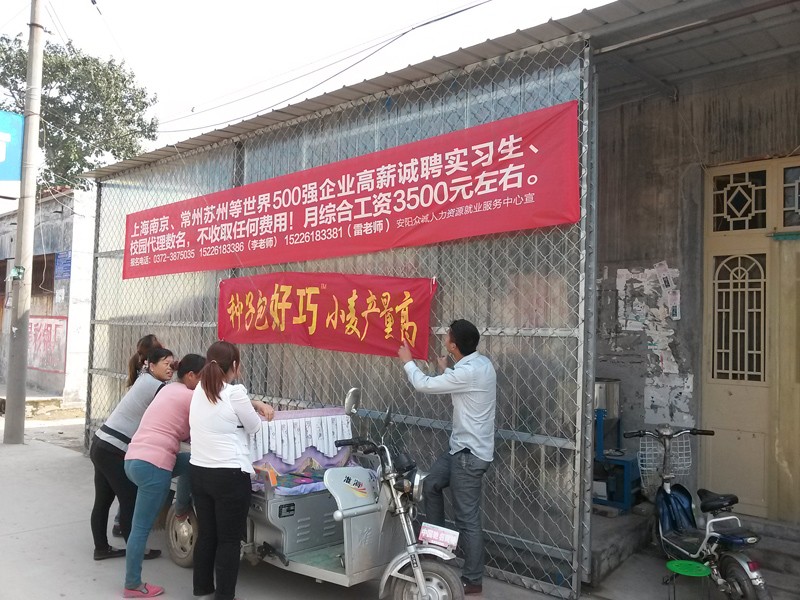 上海南京、常州苏州等世界500强企业高薪诚聘实习生、
校园代理数名，不收取任何费用！月综合工资3500元左右。
报名电话：0372-3875035 15226183386（李老师） 15226183381（雷老师） 安阳众诚人力资源就业服务中心宣
种子包好巧™小麦产量高
淮海